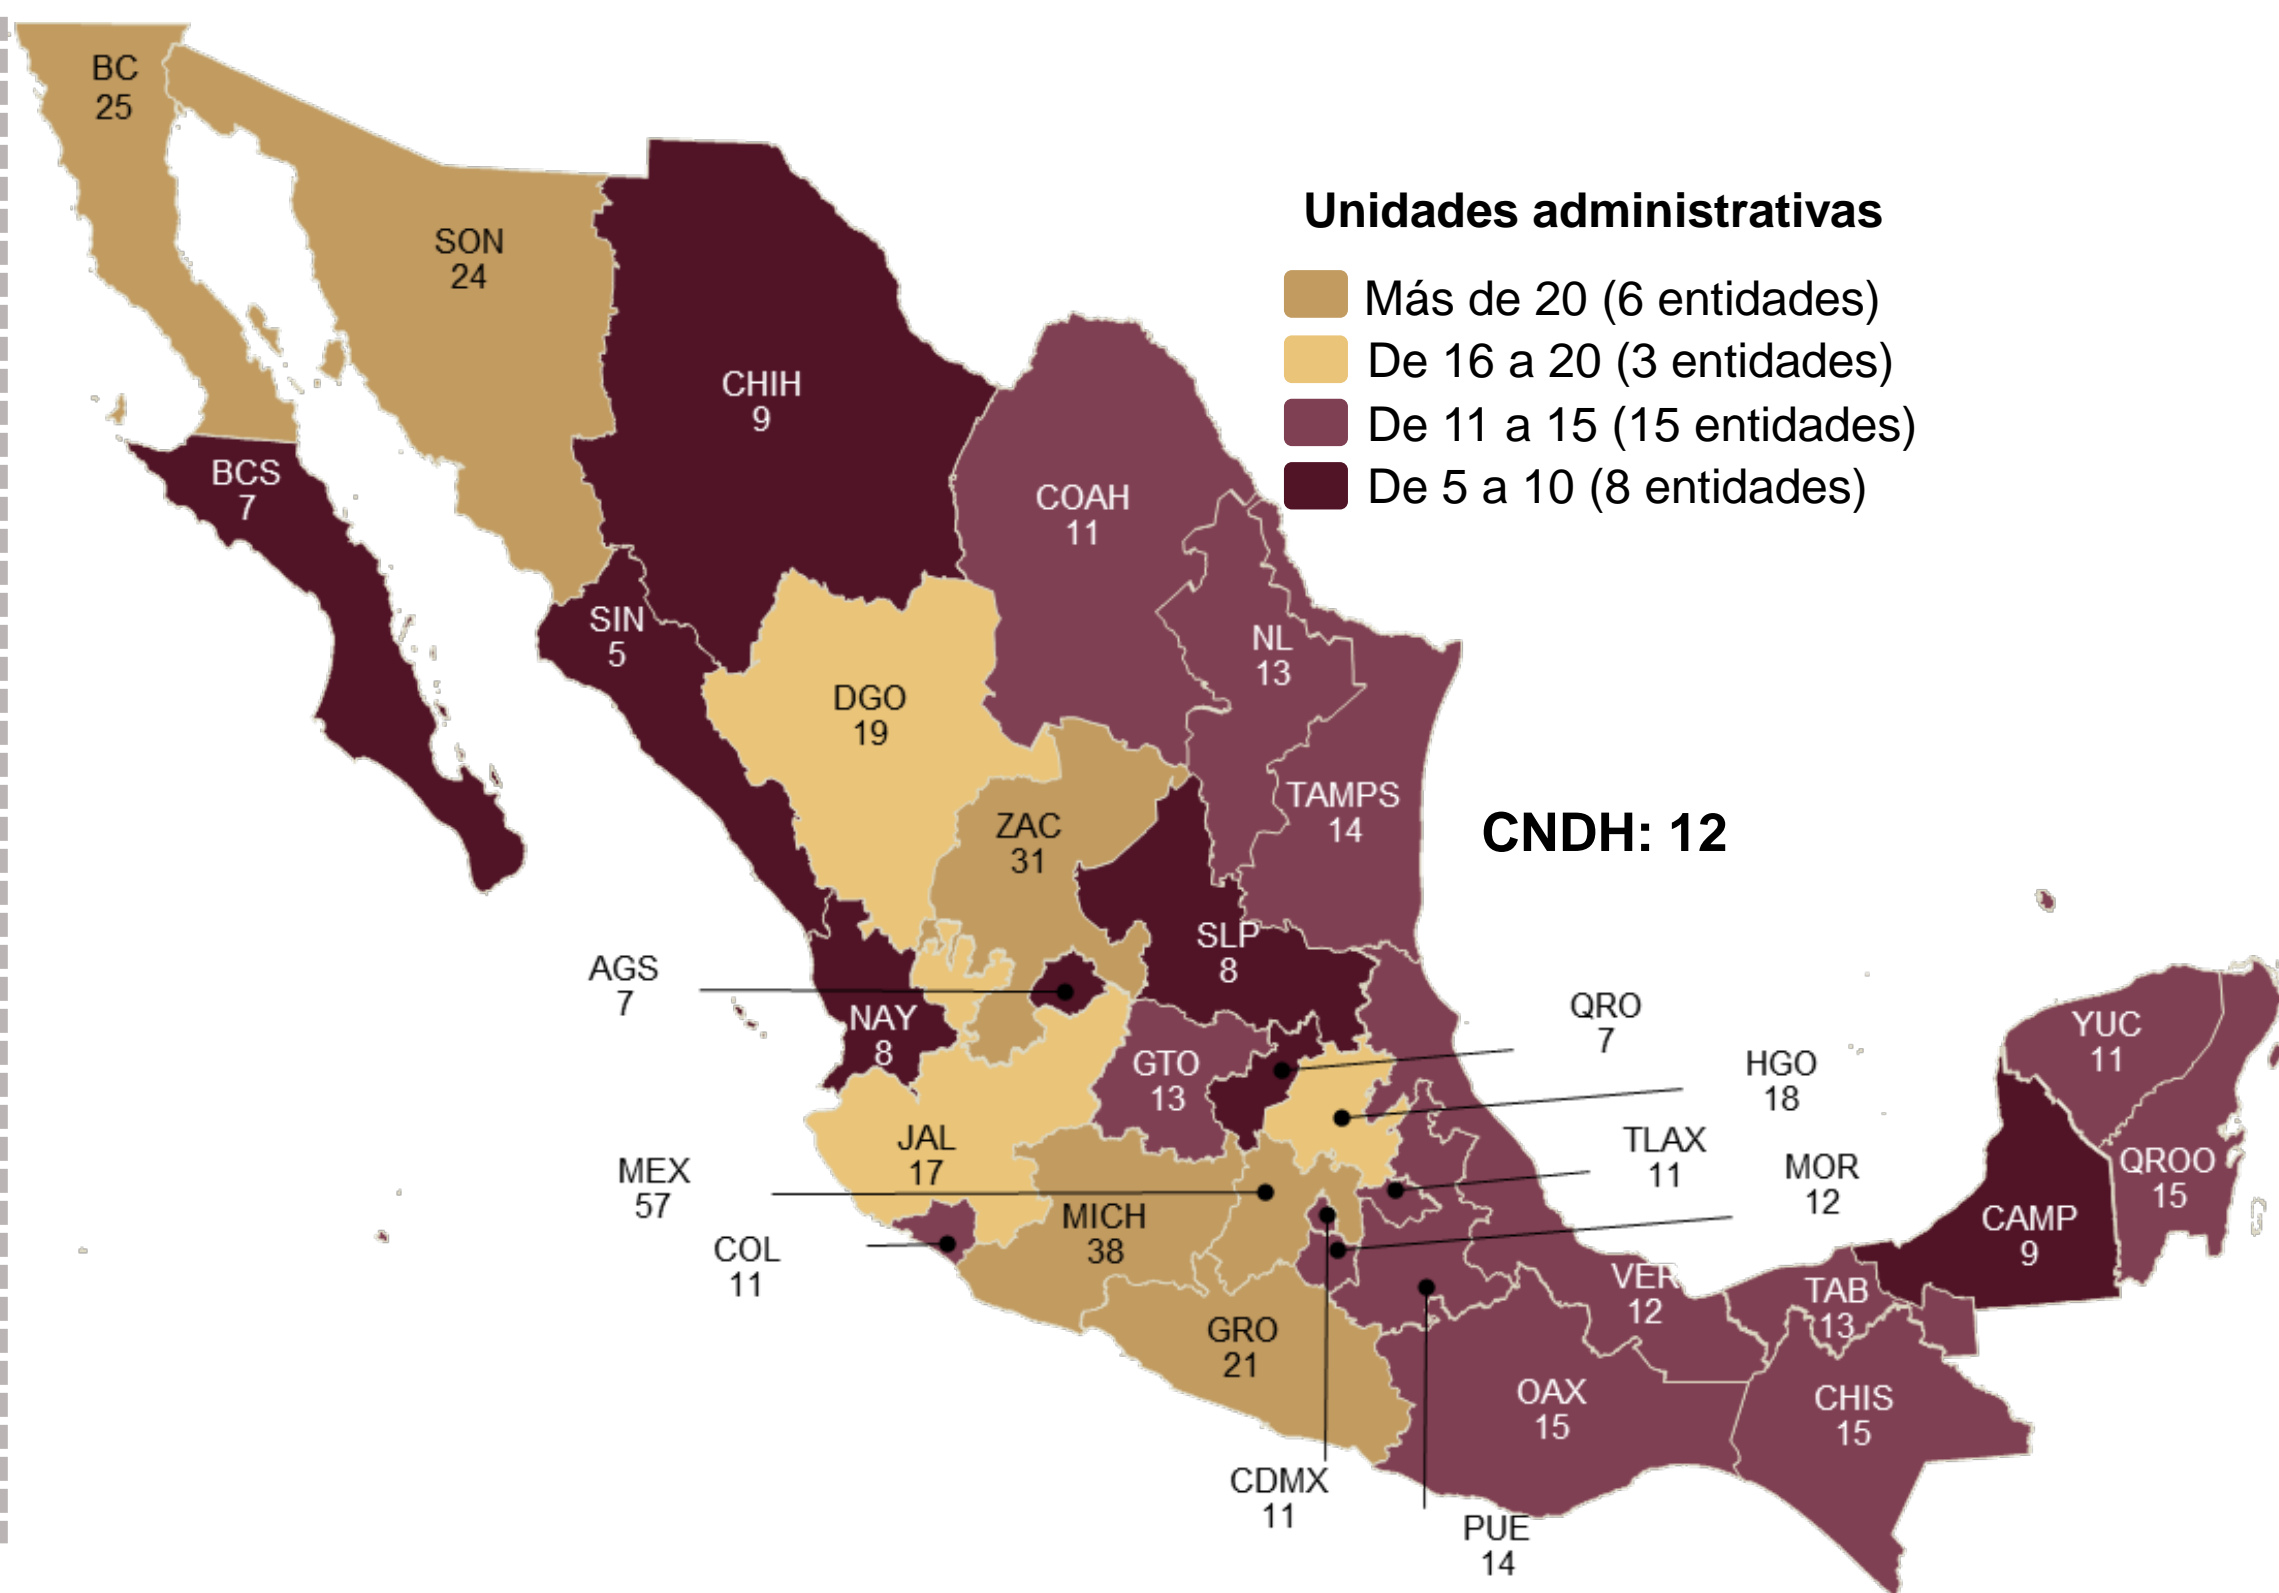 BC
25
SON
24
Unidades administrativas
Más de 20 (6 entidades)
De 16 a 20 (3 entidades)
De 11 a 15 (15 entidades)
De 5 a 10 (8 entidades)
CHIH
9
BCS
7
COAH
11
SIN
5
NL
13
DGO
19
TAMPS
14
ZAC
31
CNDH: 12
SLP
8
AGS
7
NAY
8
QRO
7
YUC
11
GTO
13
HGO
18
JAL
17
TLAX
11
MEX
57
MOR
12
QROO
15
MICH
38
CAMP
9
COL
11
VER
12
TAB
13
GRO
21
OAX
15
CHIS
15
CDMX
11
PUE
14